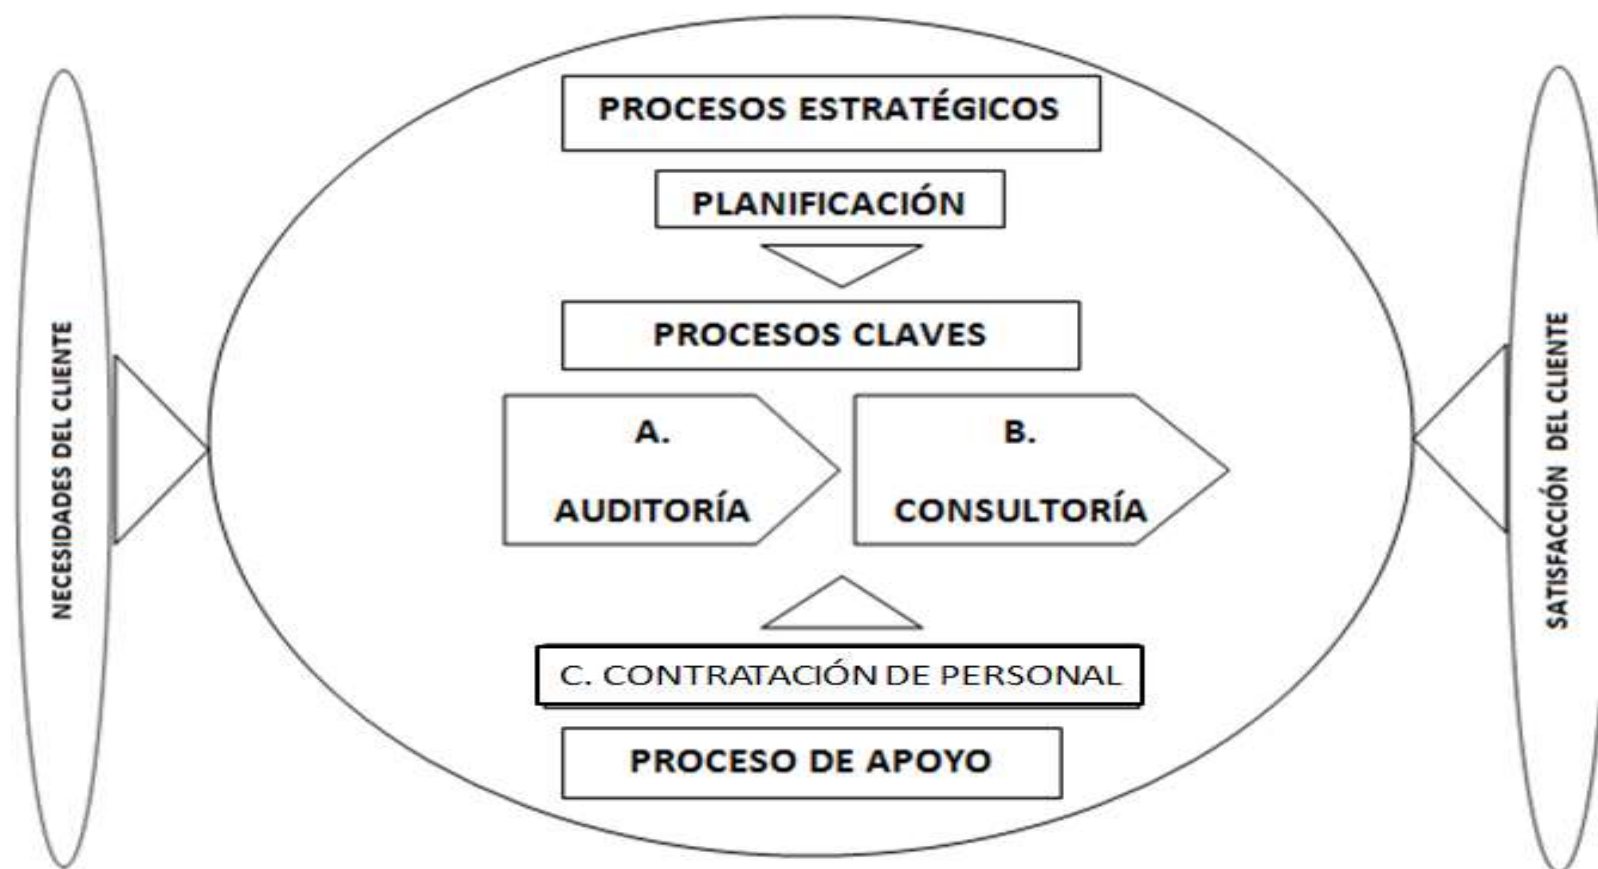 NECESIDADES DEL CLIENTE
PROCESOS ESTRATÉGICOS
PLANIFICACIÓN
PROCESOS CLAVES
A.
AUDITORÍA
B.
CONSULTORÍA
C. CONTRATACIÓN DE PERSONAL
PROCESO DE APOYO
SATISFACCIÓN DEL CLIENTE